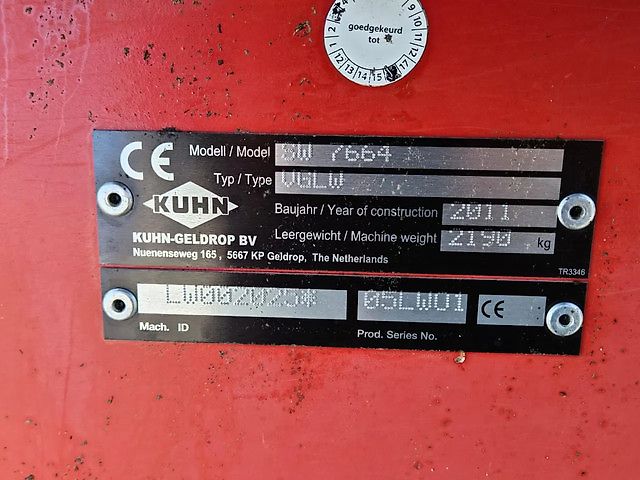 goedgekeurd
tot
CE Modell / Model SW 7664
Typ / Type VGLW
KUHN Baujahr / Year of construction 2011
KUHN-GELDROP BV Leergewicht / Machine weight 2190 kg
Nuenenseweg 165, 5667 KP Geldrop, The Netherlands
TR3346
LW0020254* 05LW01 CE
Mach. ID Prod. Series No.